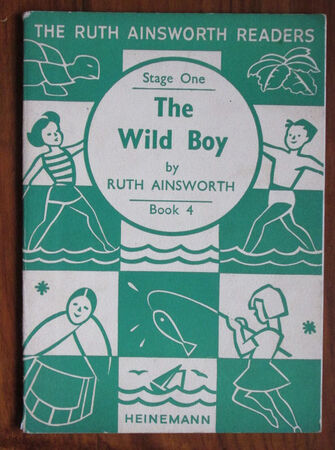 THE RUTH AINSWORTH READERS
Stage One
The
Wild Boy
by
RUTH AINSWORTH
Book 4
HEINEMANN